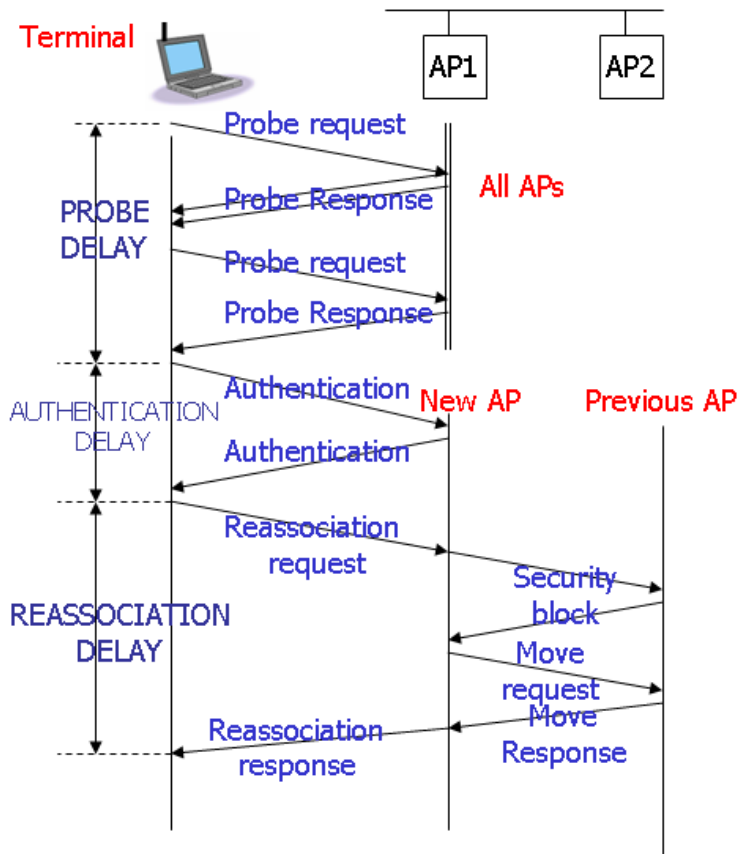 Terminal
AP1
AP2
Probe request
All APs
Probe Response
PROBE
DELAY
Probe request
Probe Response
Authentication
New AP
Previous AP
AUTHENTICATION
DELAY
Authentication
Reassociation
request
Security
block
REASSOCIATION
DELAY
Move
request
Move
Response
Reassociation
response